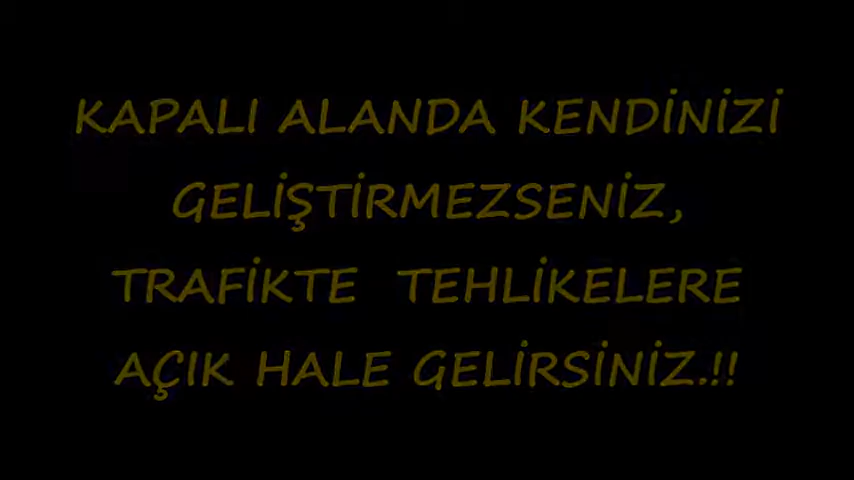 KAPALI ALANDA KENDİNİZİ
GELİŞTİRMEZSENİZ,
TRAFİKTE TEHLİKELERE
AÇIK HALE GELİRSİNİZ.!!